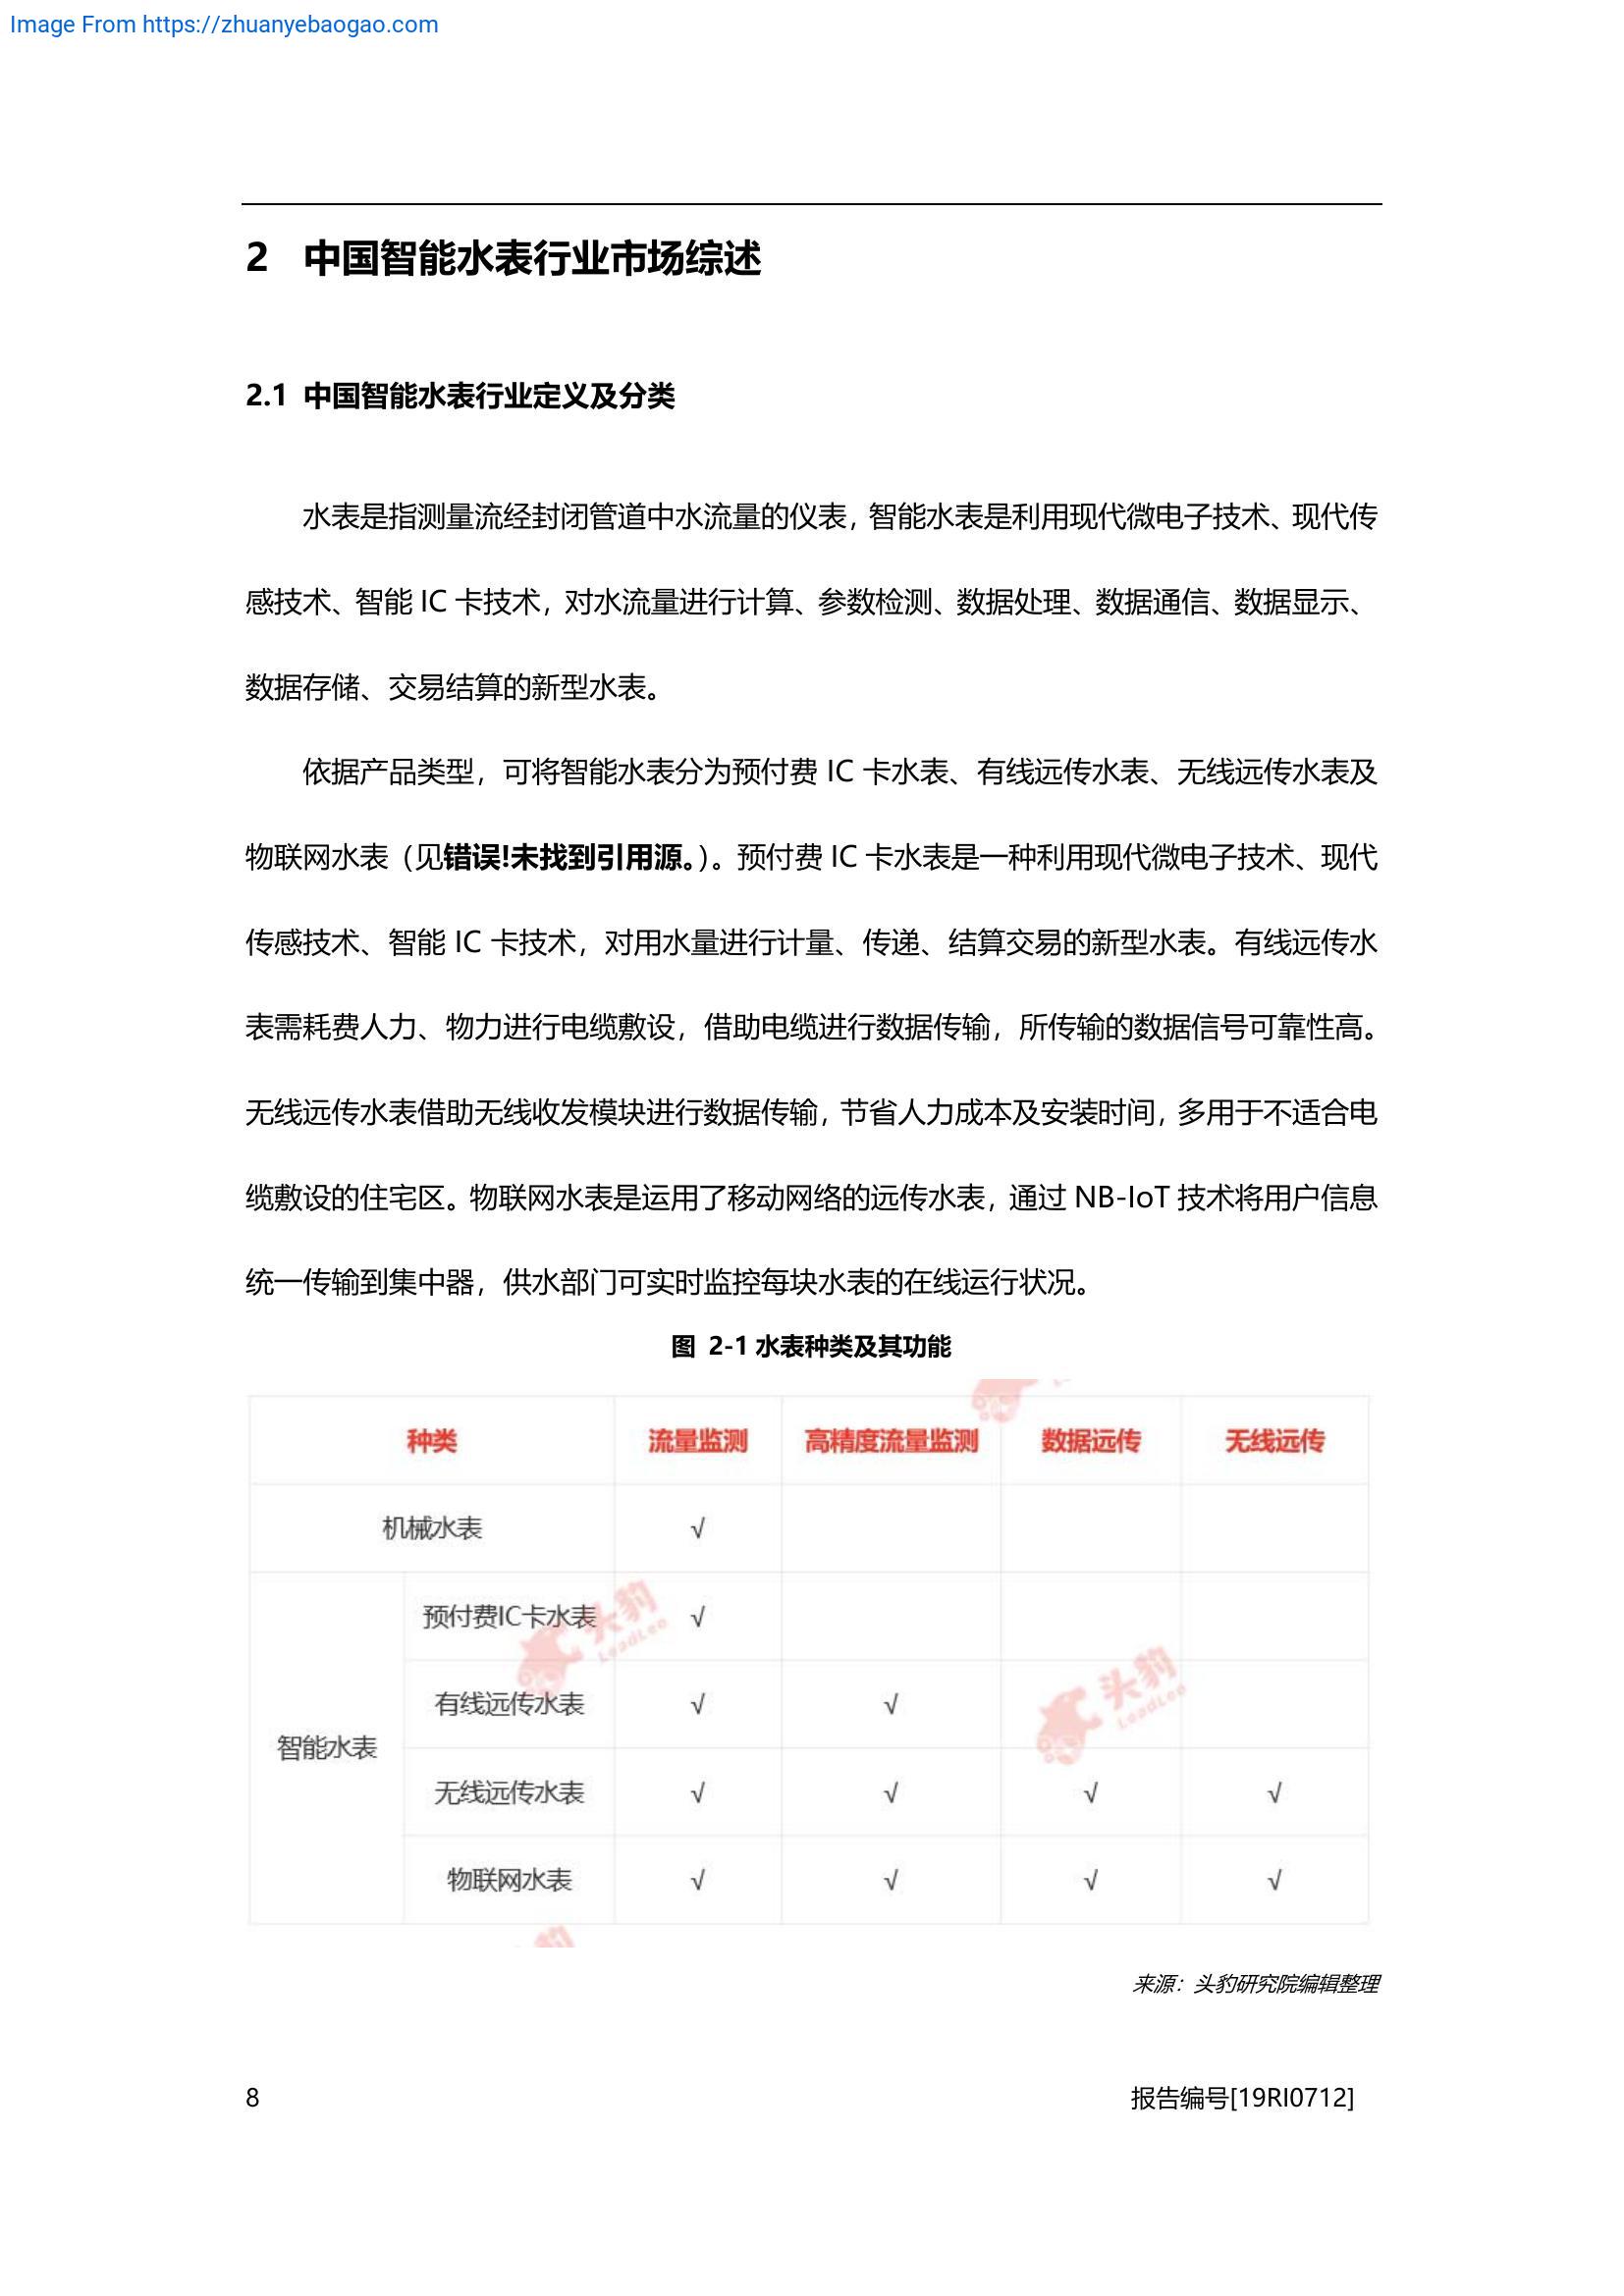 Image From https://zhuanyebaogao.com
2 中国智能水表行业市场综述
2.1 中国智能水表行业定义及分类
水表是指测量流经封闭管道中水流量的仪表，智能水表是利用现代微电子技术、现代传
感技术、智能 IC 卡技术，对水流量进行计算、参数检测、数据处理、数据通信、数据显示、
数据存储、交易结算的新型水表。
依据产品类型，可将智能水表分为预付费 IC 卡水表、有线远传水表、无线远传水表及
物联网水表（见错误!未找到引用源。）。预付费 IC 卡水表是一种利用现代微电子技术、现代
传感技术、智能 IC 卡技术，对用水量进行计量、传递、结算交易的新型水表。有线远传水
表需耗费人力、物力进行电缆敷设，借助电缆进行数据传输，所传输的数据信号可靠性高。
无线远传水表借助无线收发模块进行数据传输，节省人力成本及安装时间，多用于不适合电
缆敷设的住宅区。物联网水表是运用了移动网络的远传水表，通过 NB-IoT 技术将用户信息
统一传输到集中器，供水部门可实时监控每块水表的在线运行状况。
图 2-1 水表种类及其功能
种类 流量监测 高精度流量监测 数据远传 无线远传
机械水表 √
预付费IC卡水表 √
有线远传水表 √ √
智能水表
无线远传水表 √ √ √ √
物联网水表 √ √ √ √
头豹
LeadLeo
头豹
LeadLeo
来源：头豹研究院编辑整理
8 报告编号[19RI0712]